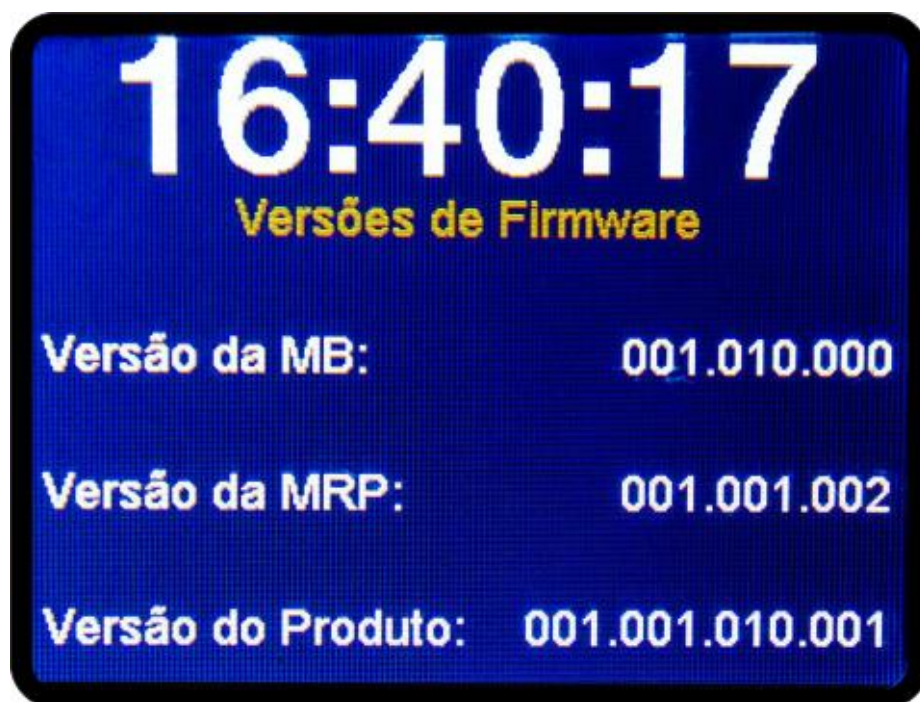 16:40:17
Versões de Firmware
Versão da MB: 001.010.000
Versão da MRP: 001.001.002
Versão do Produto: 001.001.010.001